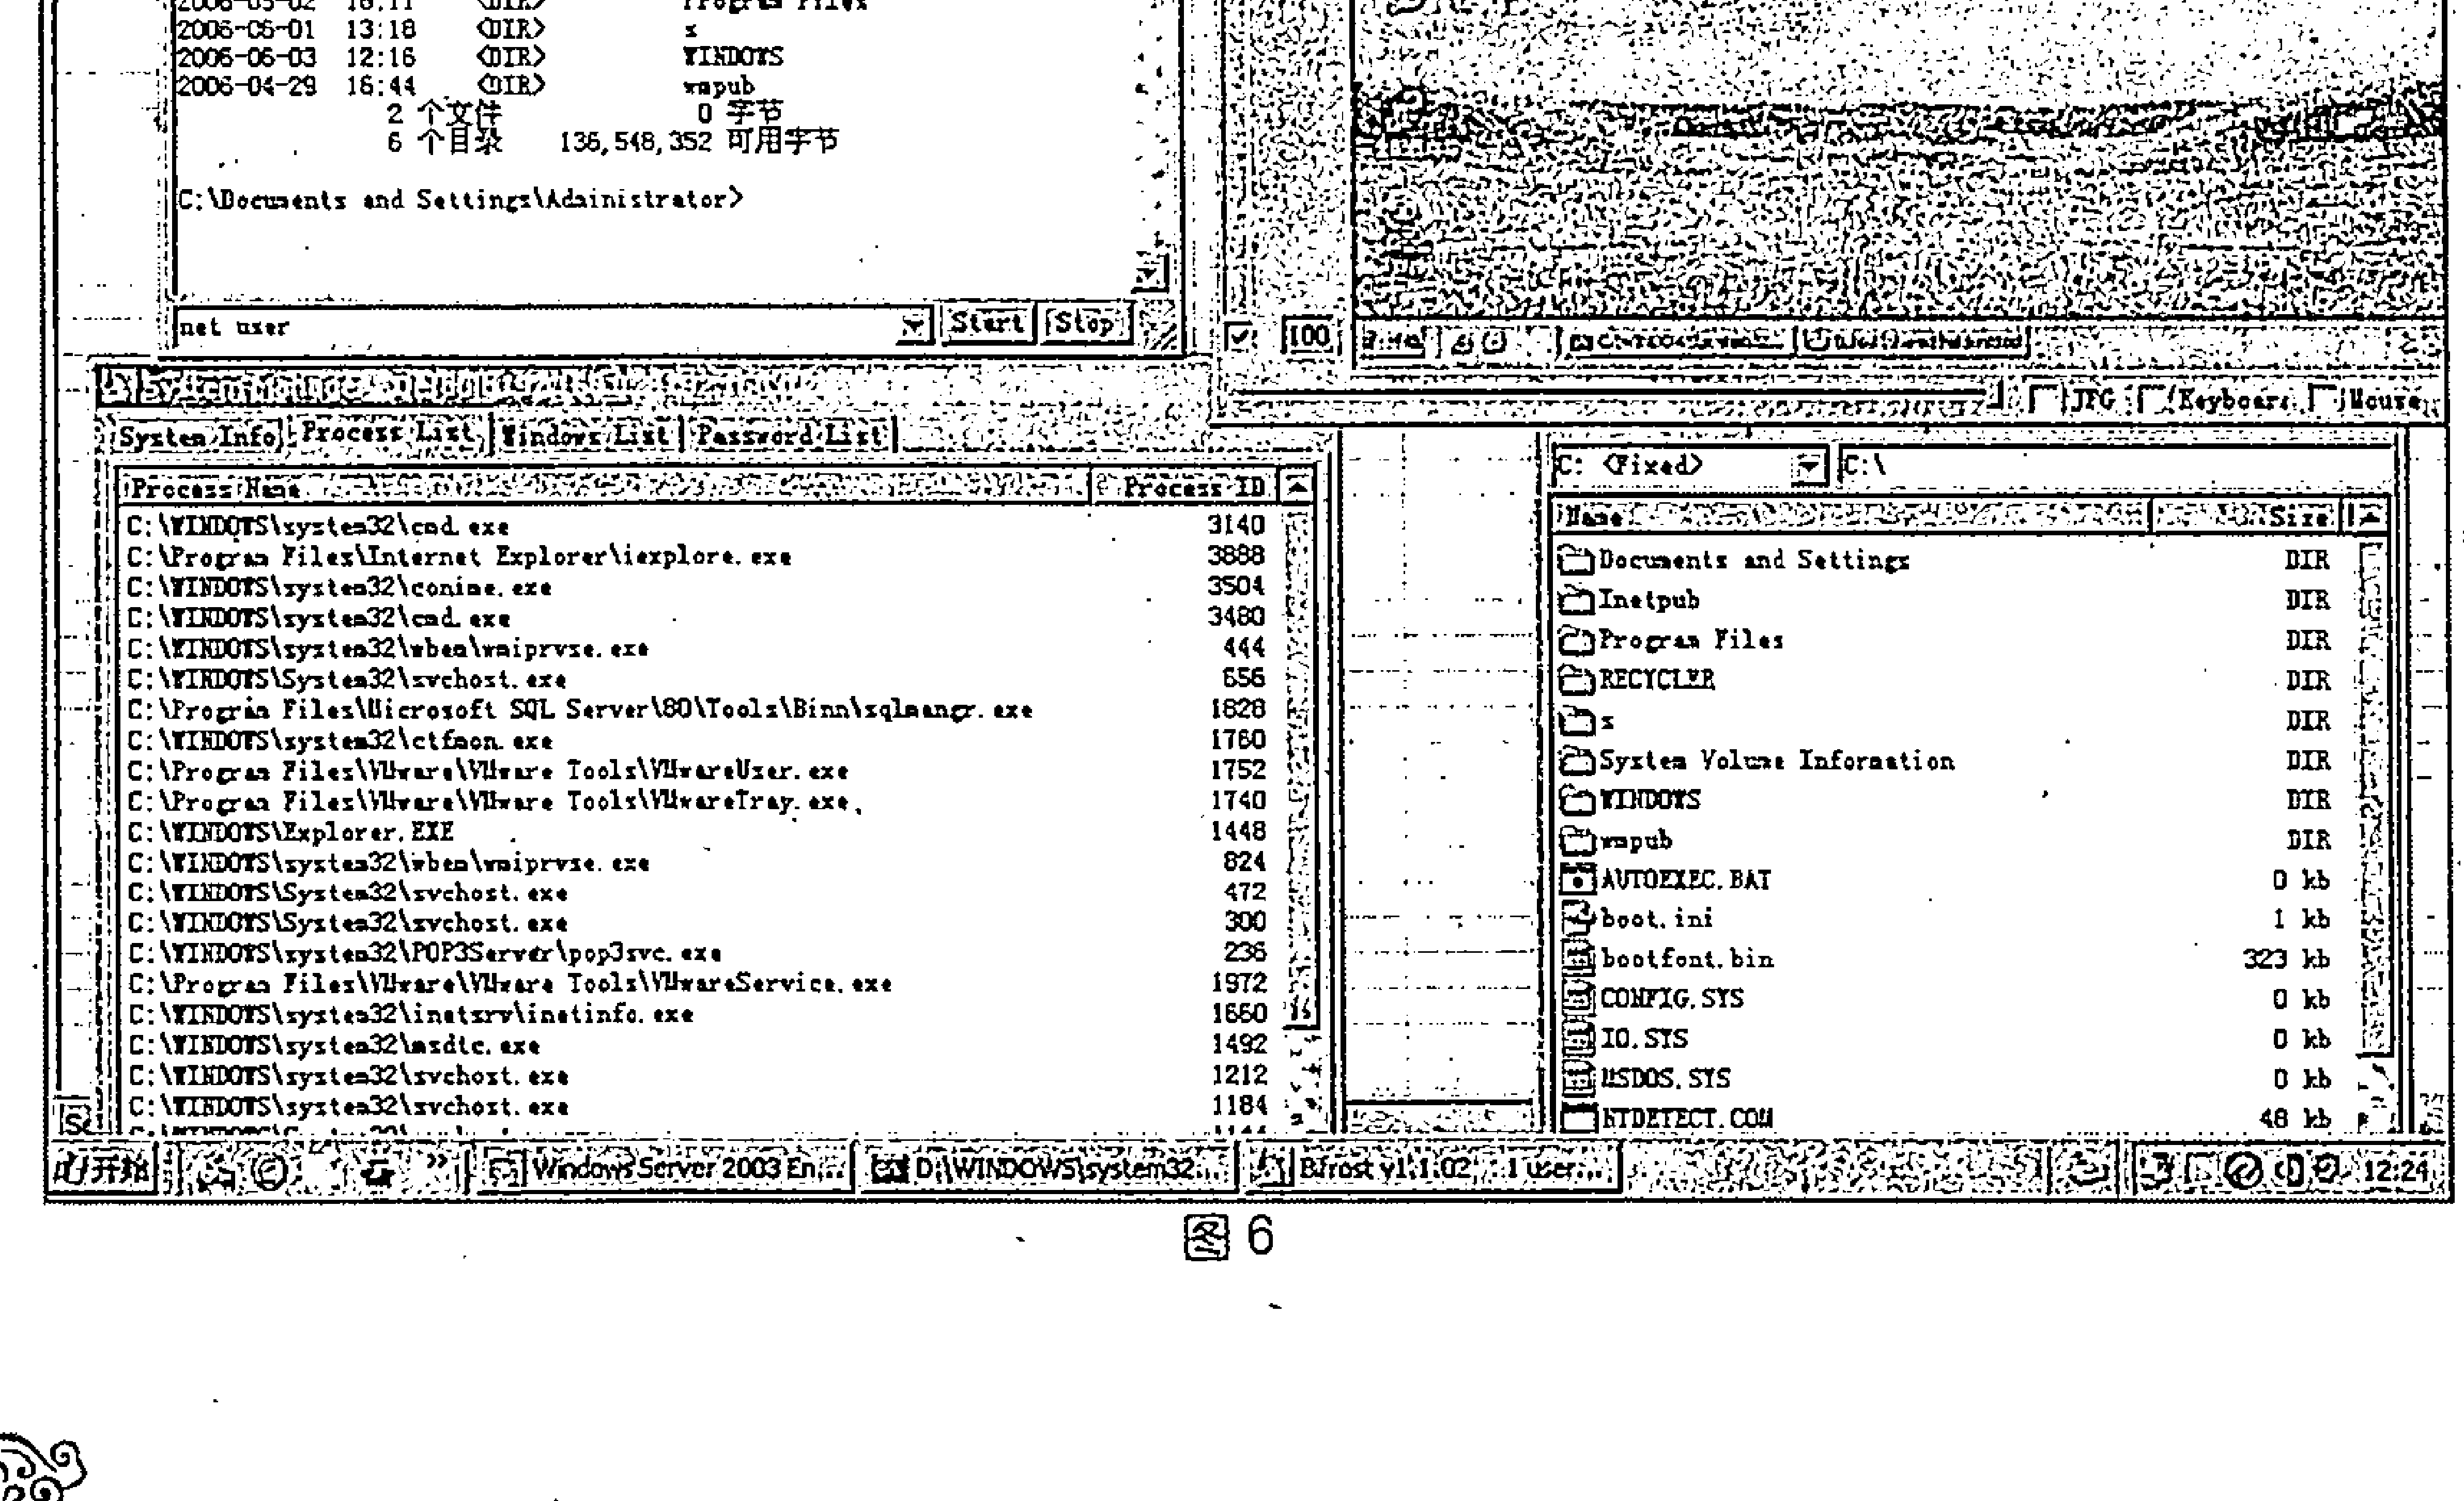 2006-05-02 16:11 <DIR> Program Files
2006-06-01 13:18 <DIR> x
2006-06-03 12:16 <DIR> WINDOWS
2006-04-29 16:44 <DIR> wmpub
2 个文件 0 字节
6 个目录 136,548,352 可用字节
C:\Documents and Settings\Administrator>
net user Start Stop
100
JPG Keyboard Mouse
System Info Process List Windows List Password List
Process Name Process ID
C:\WINDOWS\system32\cmd.exe 3140
C:\Program Files\Internet Explorer\iexplore.exe 3888
C:\WINDOWS\system32\conime.exe 3504
C:\WINDOWS\system32\cmd.exe 3480
C:\WINDOWS\system32\wbem\wmiprvse.exe 444
C:\WINDOWS\System32\svchost.exe 656
C:\Program Files\Microsoft SQL Server\80\Tools\Binn\sqlmangr.exe 1828
C:\WINDOWS\system32\ctfmon.exe 1760
C:\Program Files\VMware\VMware Tools\VMwareUser.exe 1752
C:\Program Files\VMware\VMware Tools\VMwareTray.exe 1740
C:\WINDOWS\Explorer.EXE 1448
C:\WINDOWS\system32\wbem\wmiprvse.exe 824
C:\WINDOWS\System32\svchost.exe 472
C:\WINDOWS\System32\svchost.exe 300
C:\WINDOWS\system32\POP3Server\pop3svc.exe 236
C:\Program Files\VMware\VMware Tools\VMwareService.exe 1972
C:\WINDOWS\system32\inetsrv\inetinfo.exe 1660
C:\WINDOWS\system32\msdtc.exe 1492
C:\WINDOWS\system32\svchost.exe 1212
C:\WINDOWS\system32\svchost.exe 1184
C: <Fixed> C:\
Name Size
Documents and Settings DIR
Inetpub DIR
Program Files DIR
RECYCLER DIR
x DIR
System Volume Information DIR
WINDOWS DIR
wmpub DIR
AUTOEXEC.BAT 0 kb
boot.ini 1 kb
bootfont.bin 323 kb
CONFIG.SYS 0 kb
IO.SYS 0 kb
MSDOS.SYS 0 kb
NTDETECT.COM 48 kb
开始 Windows Server 2003 En... D:\WINDOWS\system32... Bifrost v1.1.02 1 user... 12:24
图 6